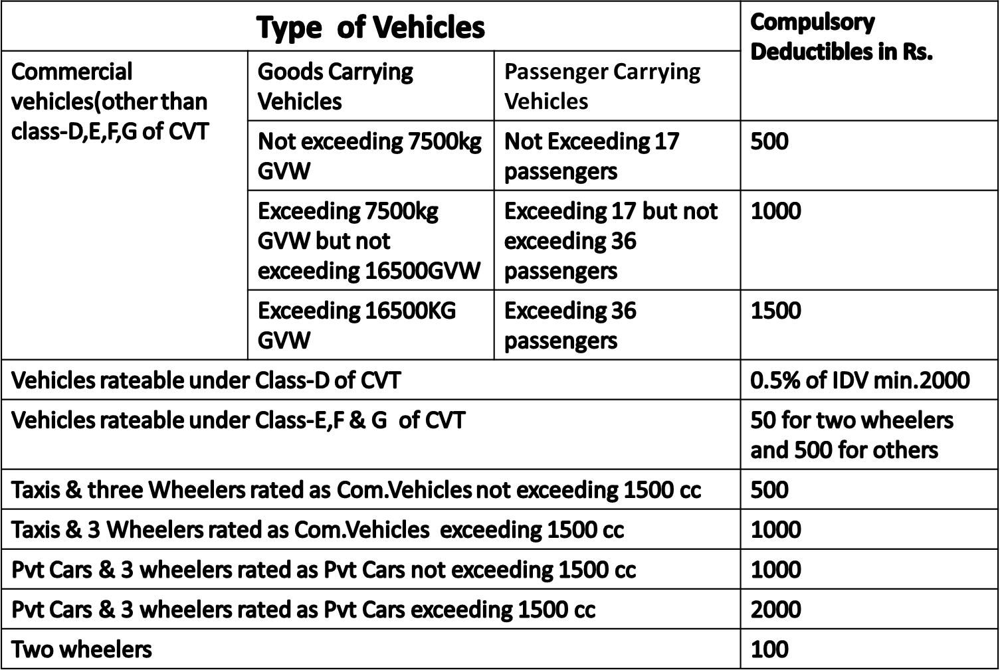 Type of Vehicles
Compulsory
Deductibles in Rs.
Commercial
vehicles(other than
class-D,E,F,G of CVT
Goods Carrying
Vehicles
Passenger Carrying
Vehicles
Not exceeding 7500kg
GVW
Not Exceeding 17
passengers
500
Exceeding 7500kg
GVW but not
exceeding 16500GVW
Exceeding 17 but not
exceeding 36
passengers
1000
Exceeding 16500KG
GVW
Exceeding 36
passengers
1500
Vehicles rateable under Class-D of CVT
0.5% of IDV min.2000
Vehicles rateable under Class-E,F & G of CVT
50 for two wheelers
and 500 for others
Taxis & three Wheelers rated as Com.Vehicles not exceeding 1500 cc
500
Taxis & 3 Wheelers rated as Com.Vehicles exceeding 1500 cc
1000
Pvt Cars & 3 wheelers rated as Pvt Cars not exceeding 1500 cc
1000
Pvt Cars & 3 wheelers rated as Pvt Cars exceeding 1500 cc
2000
Two wheelers
100